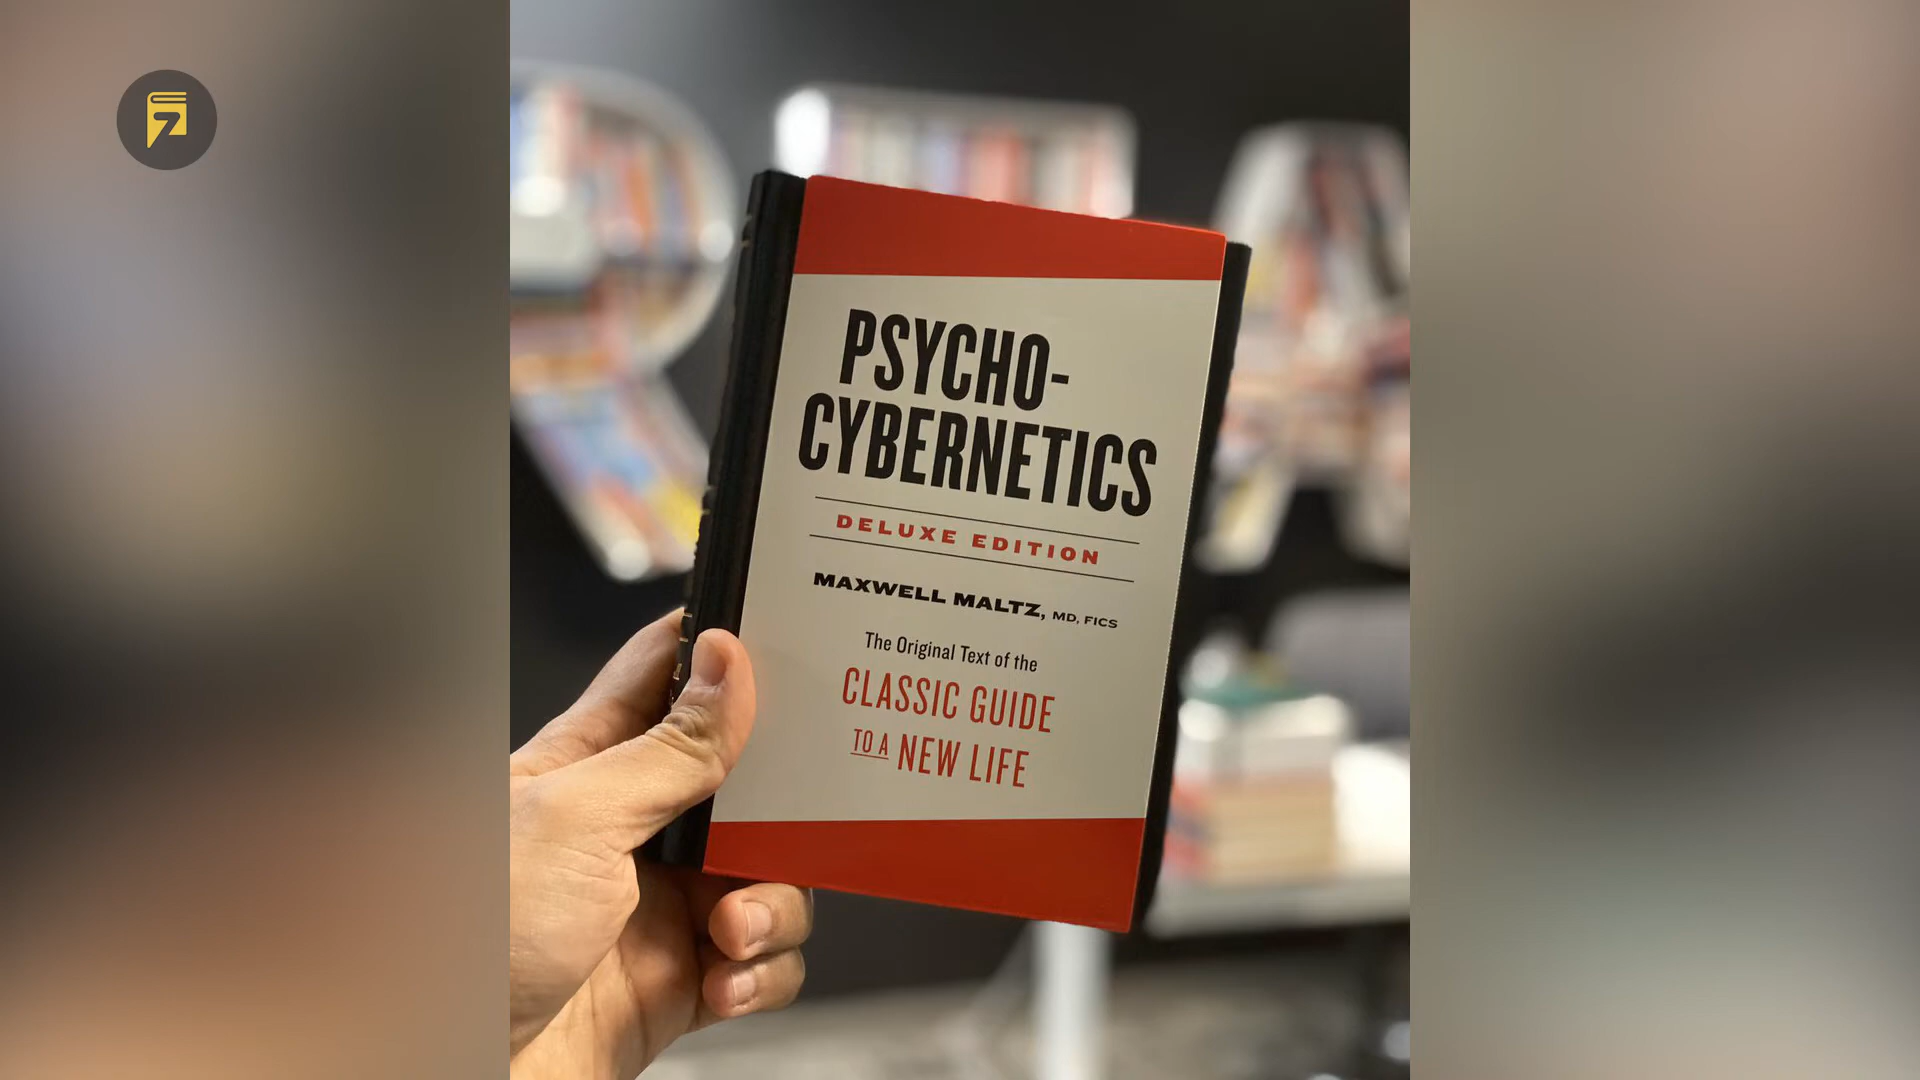 PSYCHO-
CYBERNETICS
DELUXE EDITION
MAXWELL MALTZ, MD, FICS
The Original Text of the
CLASSIC GUIDE
TO A NEW LIFE